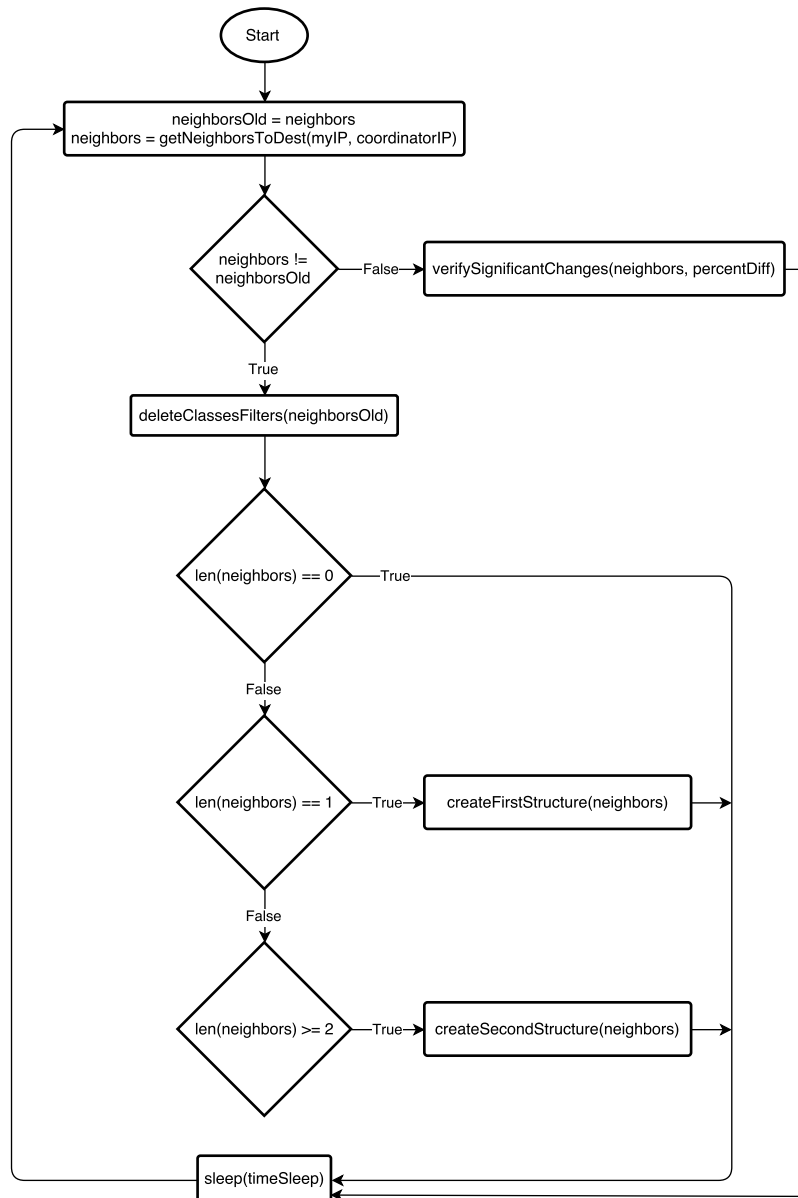 Start
neighborsOld = neighbors
neighbors = getNeighborsToDest(myIP, coordinatorIP)
neighbors !=
neighborsOld
False
verifySignificantChanges(neighbors, percentDiff)
True
deleteClassesFilters(neighborsOld)
len(neighbors) == 0
True
False
len(neighbors) == 1
True
createFirstStructure(neighbors)
False
len(neighbors) >= 2
True
createSecondStructure(neighbors)
sleep(timeSleep)